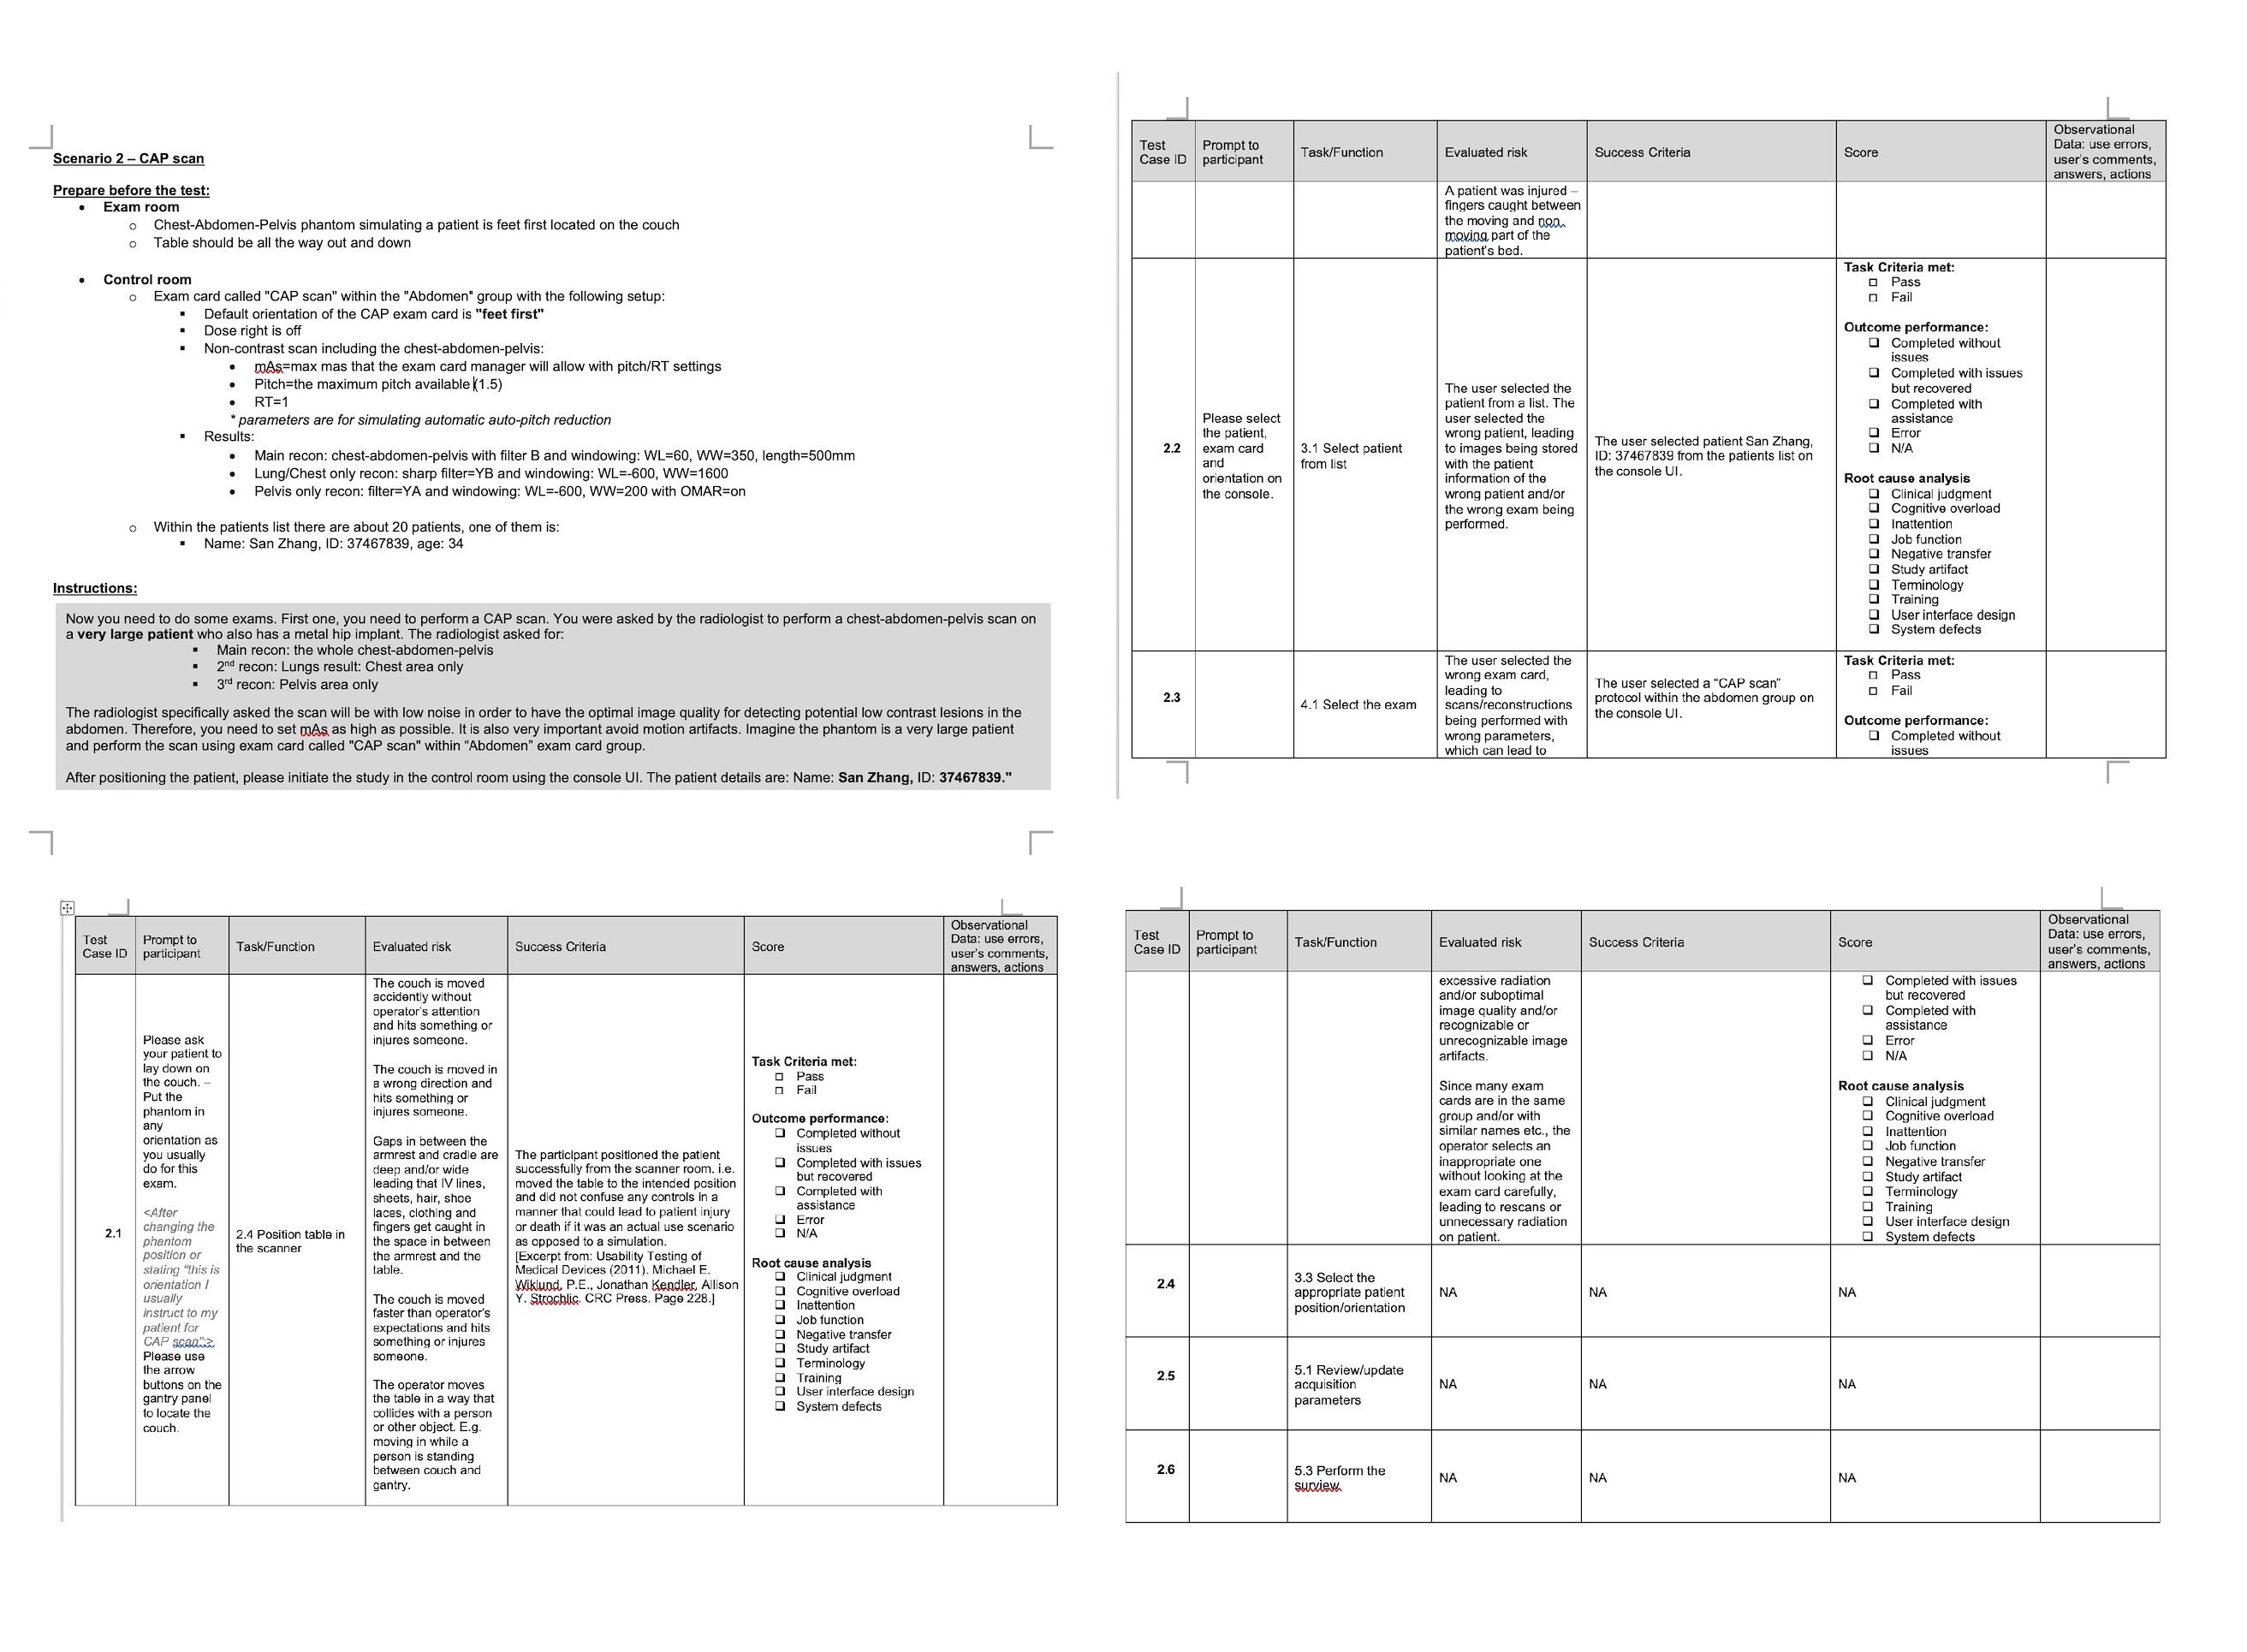 Scenario 2 – CAP scan
Prepare before the test:
• Exam room
o Chest-Abdomen-Pelvis phantom simulating a patient is feet first located on the couch
o Table should be all the way out and down
• Control room
o Exam card called "CAP scan" within the "Abdomen" group with the following setup:
▪ Default orientation of the CAP exam card is "feet first"
▪ Dose right is off
▪ Non-contrast scan including the chest-abdomen-pelvis:
• mAs=max mas that the exam card manager will allow with pitch/RT settings
• Pitch=the maximum pitch available (1.5)
• RT=1
* parameters are for simulating automatic auto-pitch reduction
▪ Results:
• Main recon: chest-abdomen-pelvis with filter B and windowing: WL=60, WW=350, length=500mm
• Lung/Chest only recon: sharp filter=YB and windowing: WL=-600, WW=1600
• Pelvis only recon: filter=YA and windowing: WL=-600, WW=200 with OMAR=on
o Within the patients list there are about 20 patients, one of them is:
▪ Name: San Zhang, ID: 37467839, age: 34
Instructions:
Now you need to do some exams. First one, you need to perform a CAP scan. You were asked by the radiologist to perform a chest-abdomen-pelvis scan on
a very large patient who also has a metal hip implant. The radiologist asked for:
▪ Main recon: the whole chest-abdomen-pelvis
▪ 2nd recon: Lungs result: Chest area only
▪ 3rd recon: Pelvis area only
The radiologist specifically asked the scan will be with low noise in order to have the optimal image quality for detecting potential low contrast lesions in the
abdomen. Therefore, you need to set mAs as high as possible. It is also very important avoid motion artifacts. Imagine the phantom is a very large patient
and perform the scan using exam card called "CAP scan" within “Abdomen” exam card group.
After positioning the patient, please initiate the study in the control room using the console UI. The patient details are: Name: San Zhang, ID: 37467839."
Test
Case ID
Prompt to
participant
Task/Function
Evaluated risk
Success Criteria
Score
Observational
Data: use errors,
user's comments,
answers, actions
2.1
Please ask
your patient to
lay down on
the couch. –
Put the
phantom in
any
orientation as
you usually
do for this
exam.
<After
changing the
phantom
position or
stating “this is
orientation I
usually
instruct to my
patient for
CAP scan”;>
Please use
the arrow
buttons on the
gantry panel
to locate the
couch.
2.4 Position table in
the scanner
The couch is moved
accidently without
operator's attention
and hits something or
injures someone.
The couch is moved in
a wrong direction and
hits something or
injures someone.
Gaps in between the
armrest and cradle are
deep and/or wide
leading that IV lines,
sheets, hair, shoe
laces, clothing and
fingers get caught in
the space in between
the armrest and the
table.
The couch is moved
faster than operator's
expectations and hits
something or injures
someone.
The operator moves
the table in a way that
collides with a person
or other object. E.g.
moving in while a
person is standing
between couch and
gantry.
The participant positioned the patient
successfully from the scanner room. i.e.
moved the table to the intended position
and did not confuse any controls in a
manner that could lead to patient injury
or death if it was an actual use scenario
as opposed to a simulation.
[Excerpt from: Usability Testing of
Medical Devices (2011). Michael E.
Wiklund, P.E., Jonathan Kendler, Allison
Y. Strochlic. CRC Press. Page 228.]
Task Criteria met:
☐ Pass
☐ Fail
Outcome performance:
❑ Completed without
issues
❑ Completed with issues
but recovered
❑ Completed with
assistance
❑ Error
❑ N/A
Root cause analysis
❑ Clinical judgment
❑ Cognitive overload
❑ Inattention
❑ Job function
❑ Negative transfer
❑ Study artifact
❑ Terminology
❑ Training
❑ User interface design
❑ System defects
Test
Case ID
Prompt to
participant
Task/Function
Evaluated risk
Success Criteria
Score
Observational
Data: use errors,
user's comments,
answers, actions
A patient was injured –
fingers caught between
the moving and non
moving part of the
patient's bed.
2.2
Please select
the patient,
exam card
and
orientation on
the console.
3.1 Select patient
from list
The user selected the
patient from a list. The
user selected the
wrong patient, leading
to images being stored
with the patient
information of the
wrong patient and/or
the wrong exam being
performed.
The user selected patient San Zhang,
ID: 37467839 from the patients list on
the console UI.
Task Criteria met:
☐ Pass
☐ Fail
Outcome performance:
❑ Completed without
issues
❑ Completed with issues
but recovered
❑ Completed with
assistance
❑ Error
❑ N/A
Root cause analysis
❑ Clinical judgment
❑ Cognitive overload
❑ Inattention
❑ Job function
❑ Negative transfer
❑ Study artifact
❑ Terminology
❑ Training
❑ User interface design
❑ System defects
2.3
4.1 Select the exam
The user selected the
wrong exam card,
leading to
scans/reconstructions
being performed with
wrong parameters,
which can lead to
The user selected a “CAP scan”
protocol within the abdomen group on
the console UI.
Task Criteria met:
☐ Pass
☐ Fail
Outcome performance:
❑ Completed without
issues
Test
Case ID
Prompt to
participant
Task/Function
Evaluated risk
Success Criteria
Score
Observational
Data: use errors,
user's comments,
answers, actions
excessive radiation
and/or suboptimal
image quality and/or
recognizable or
unrecognizable image
artifacts.
Since many exam
cards are in the same
group and/or with
similar names etc., the
operator selects an
inappropriate one
without looking at the
exam card carefully,
leading to rescans or
unnecessary radiation
on patient.
❑ Completed with issues
but recovered
❑ Completed with
assistance
❑ Error
❑ N/A
Root cause analysis
❑ Clinical judgment
❑ Cognitive overload
❑ Inattention
❑ Job function
❑ Negative transfer
❑ Study artifact
❑ Terminology
❑ Training
❑ User interface design
❑ System defects
2.4
3.3 Select the
appropriate patient
position/orientation
NA
NA
NA
2.5
5.1 Review/update
acquisition
parameters
NA
NA
NA
2.6
5.3 Perform the
surview.
NA
NA
NA